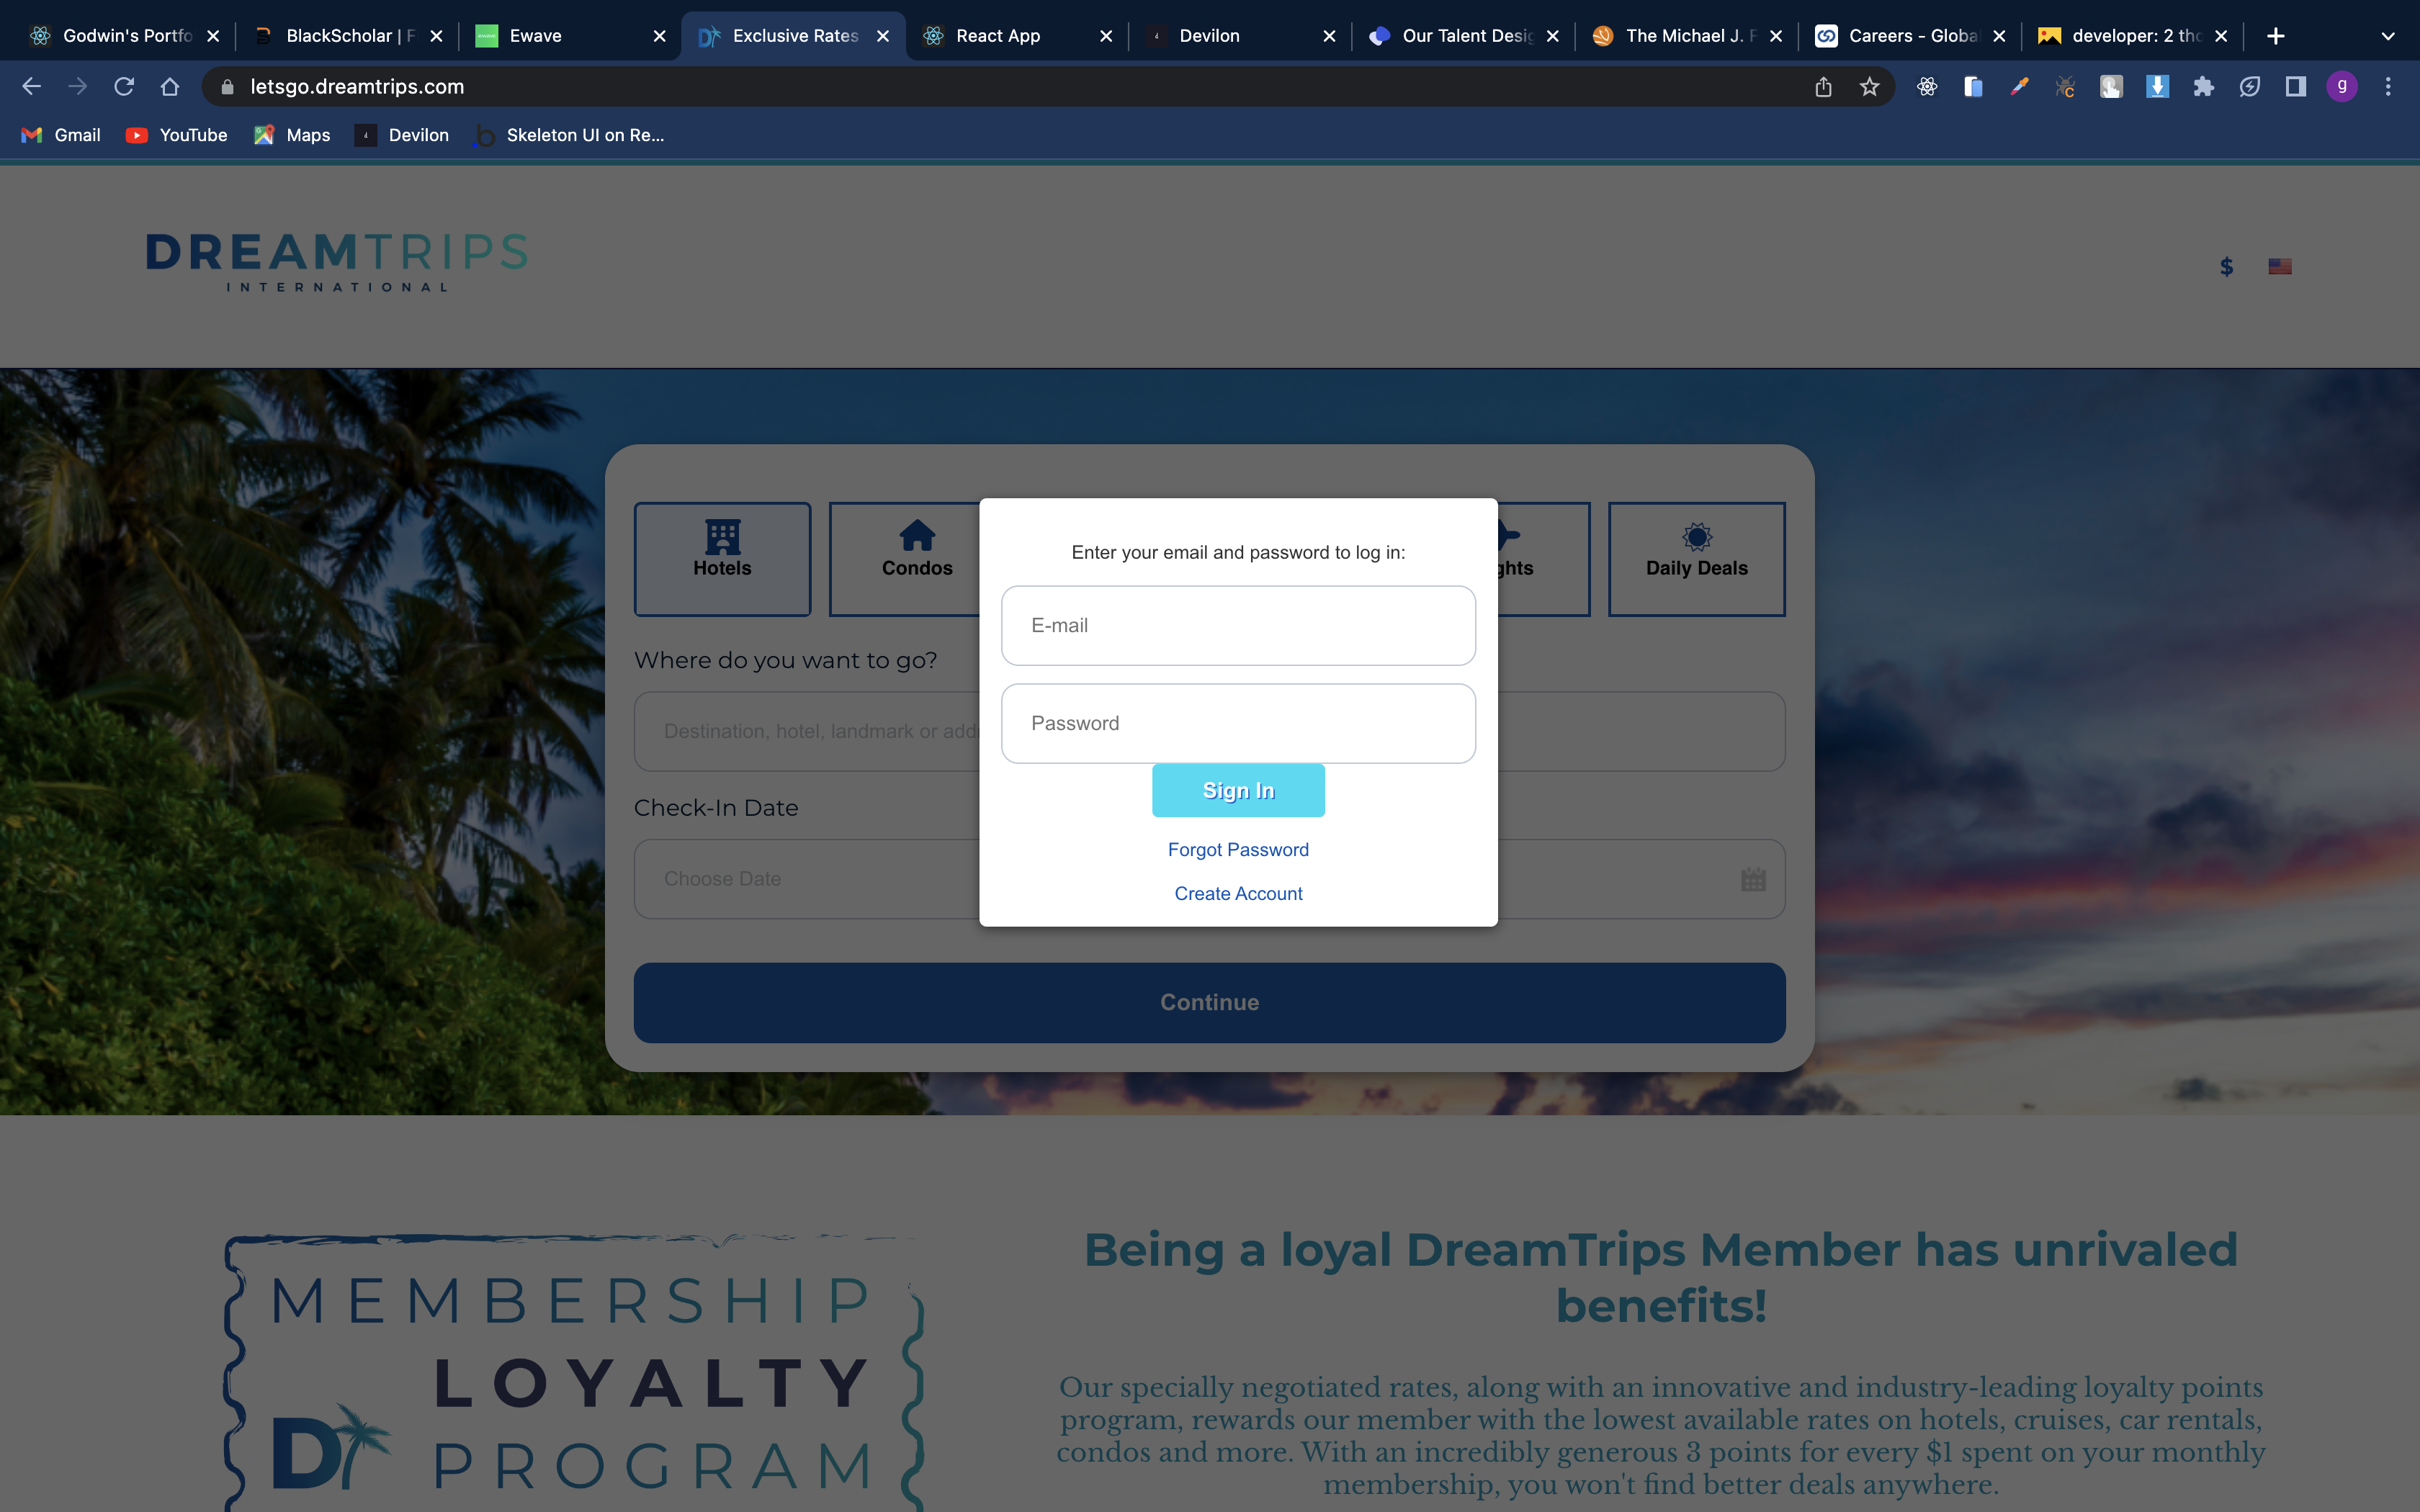 Godwin's Portfo
BlackScholar | F
Ewave
Exclusive Rates
React App
Devilon
Our Talent Desig
The Michael J. F
Careers - Global
developer: 2 tho
letsgo.dreamtrips.com
g
Gmail
YouTube
Maps
Devilon
Skeleton UI on Re...
DREAMTRIPS
INTERNATIONAL
$
Hotels
Condos
ghts
Daily Deals
Enter your email and password to log in:
E-mail
Password
Sign In
Forgot Password
Create Account
Where do you want to go?
Destination, hotel, landmark or add
Check-In Date
Choose Date
Continue
MEMBERSHIP
LOYALTY
PROGRAM
DT
Being a loyal DreamTrips Member has unrivaled
benefits!
Our specially negotiated rates, along with an innovative and industry-leading loyalty points
program, rewards our member with the lowest available rates on hotels, cruises, car rentals,
condos and more. With an incredibly generous 3 points for every $1 spent on your monthly
membership, you won't find better deals anywhere.